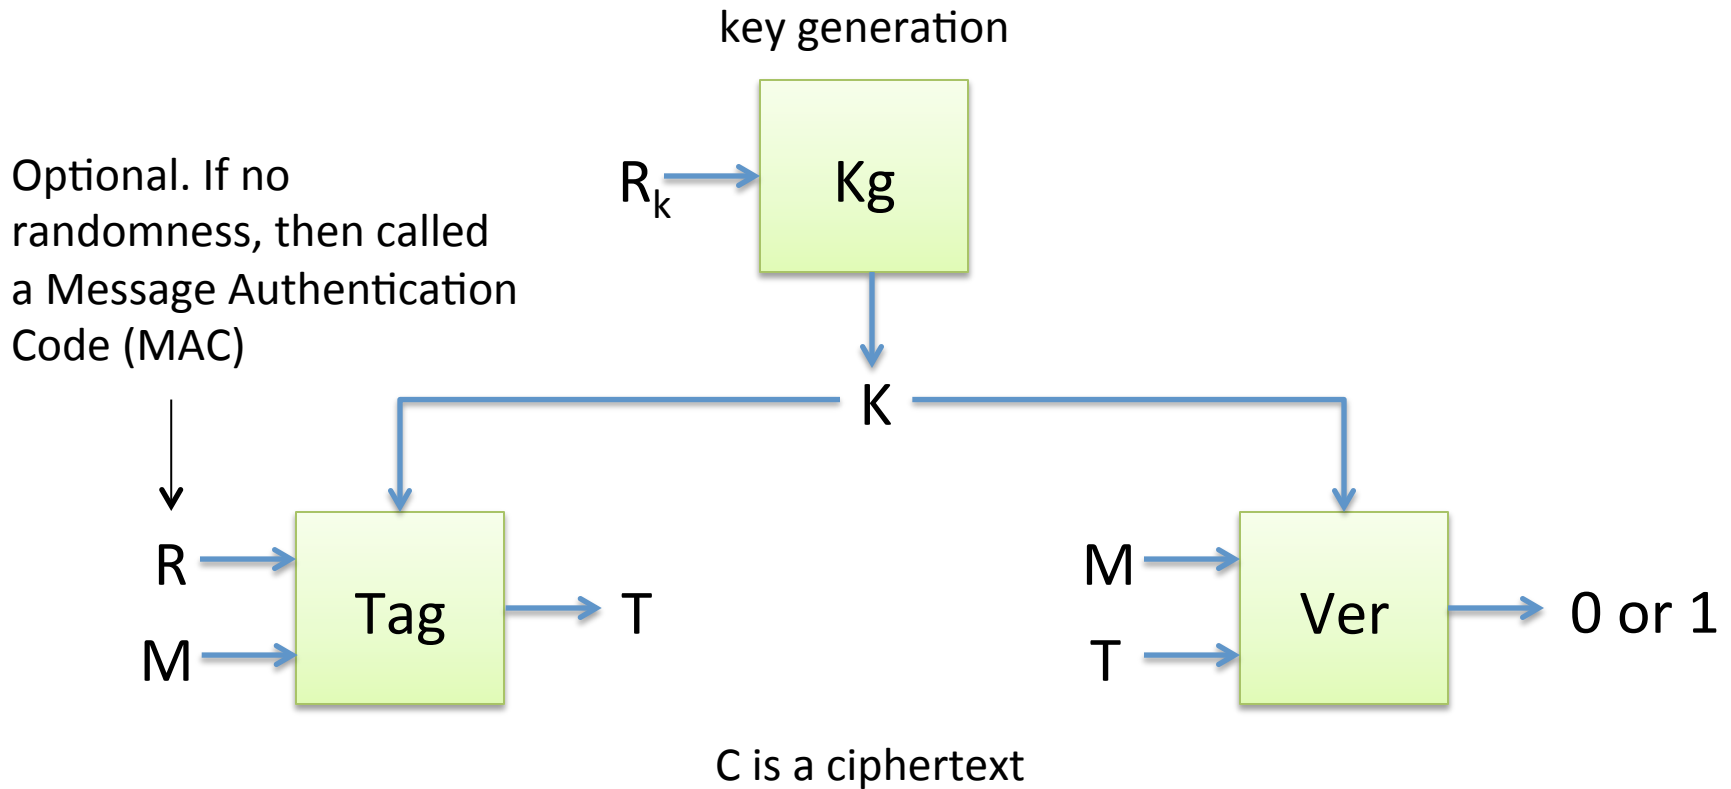 key generation
Optional. If no
randomness, then called
a Message Authentication
Code (MAC)
Rk
Kg
K
R
M
Tag
T
M
T
Ver
0 or 1
C is a ciphertext